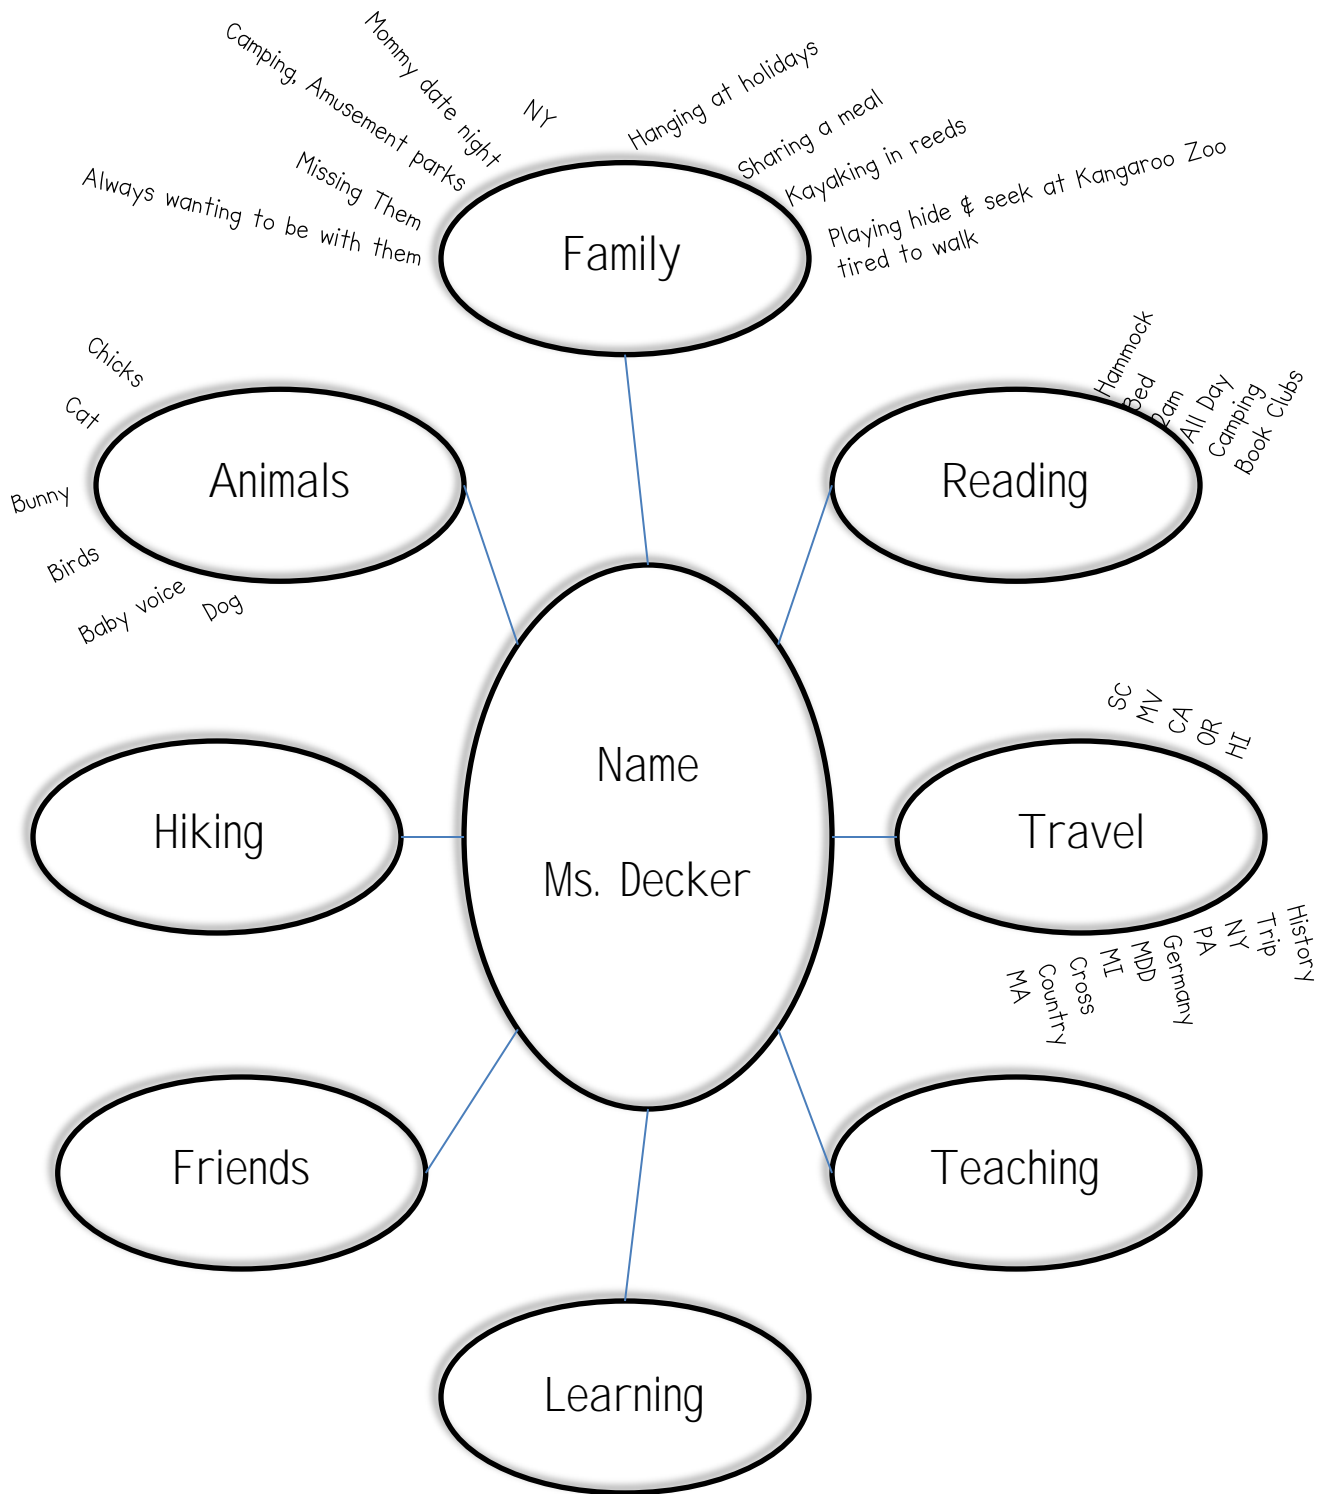 Mommy date night
Camping, Amusement parks
NY
Hanging at holidays
Sharing a meal
Kayaking in reeds
Missing Them
Always wanting to be with them
Playing hide & seek at Kangaroo Zoo
tired to walk
Family
Chicks
Cat
Bunny
Birds
Baby voice
Dog
Animals
Hammock
Bed
2am
All Day
Camping
Book Clubs
Reading
Name
Ms. Decker
SC
MV
CA
OR
HI
Travel
History
Trip
NY
PA
Germany
MDD
MI
Cross
Country
MA
Hiking
Friends
Teaching
Learning